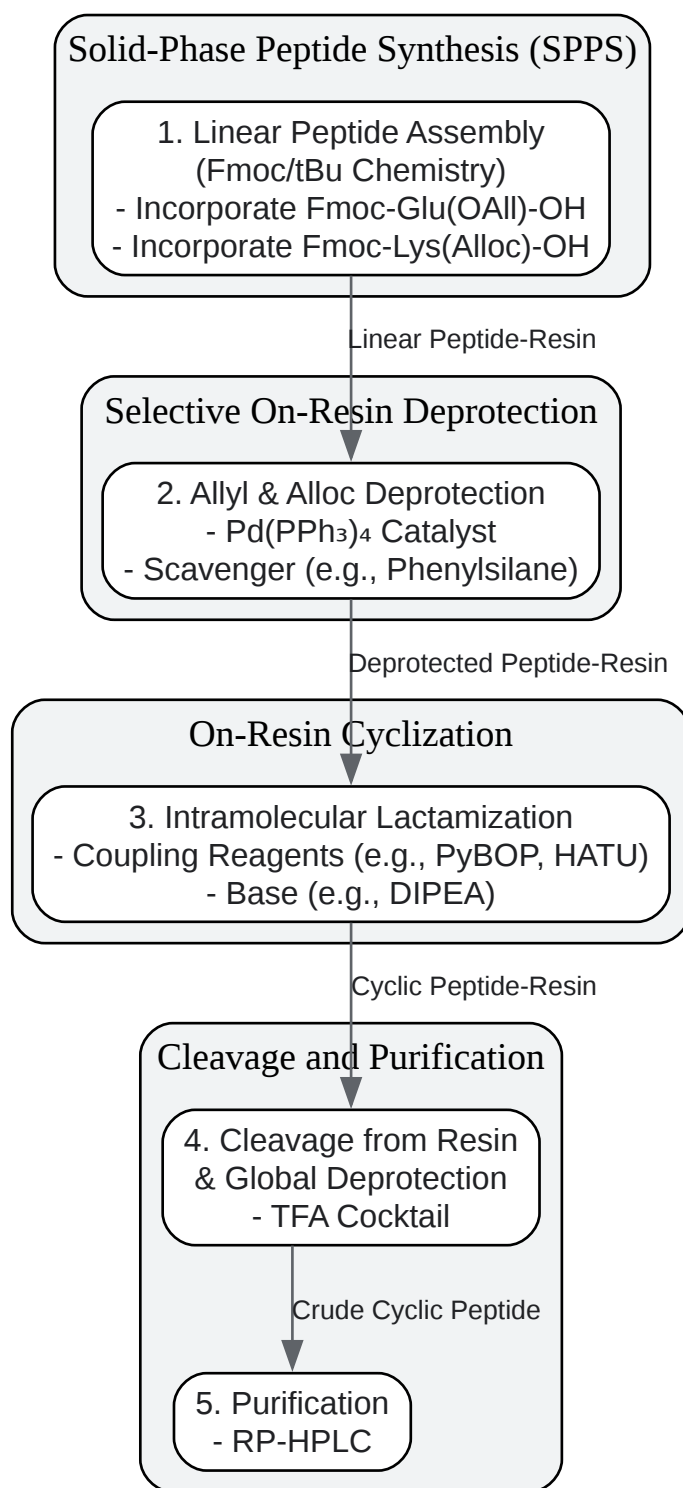 Solid-Phase Peptide Synthesis (SPPS)
1. Linear Peptide Assembly
(Fmoc/tBu Chemistry)
- Incorporate Fmoc-Glu(OAll)-OH
- Incorporate Fmoc-Lys(Alloc)-OH
Linear Peptide-Resin
Selective On-Resin Deprotection
2. Allyl & Alloc Deprotection
- Pd(PPh₃)₄ Catalyst
- Scavenger (e.g., Phenylsilane)
Deprotected Peptide-Resin
On-Resin Cyclization
3. Intramolecular Lactamization
- Coupling Reagents (e.g., PyBOP, HATU)
- Base (e.g., DIPEA)
Cyclic Peptide-Resin
Cleavage and Purification
4. Cleavage from Resin
& Global Deprotection
- TFA Cocktail
Crude Cyclic Peptide
5. Purification
- RP-HPLC